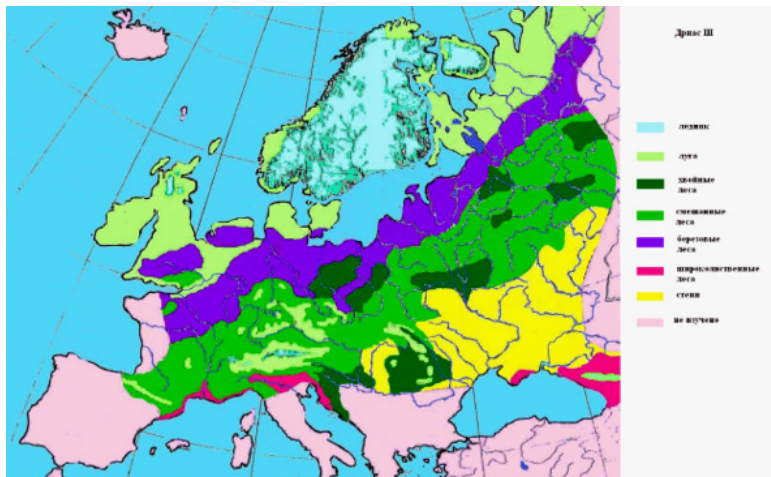 Дриас III
ледник
луга
хвойные
леса
смешанные
леса
березовые
леса
широколиственные
леса
степи
не изучено